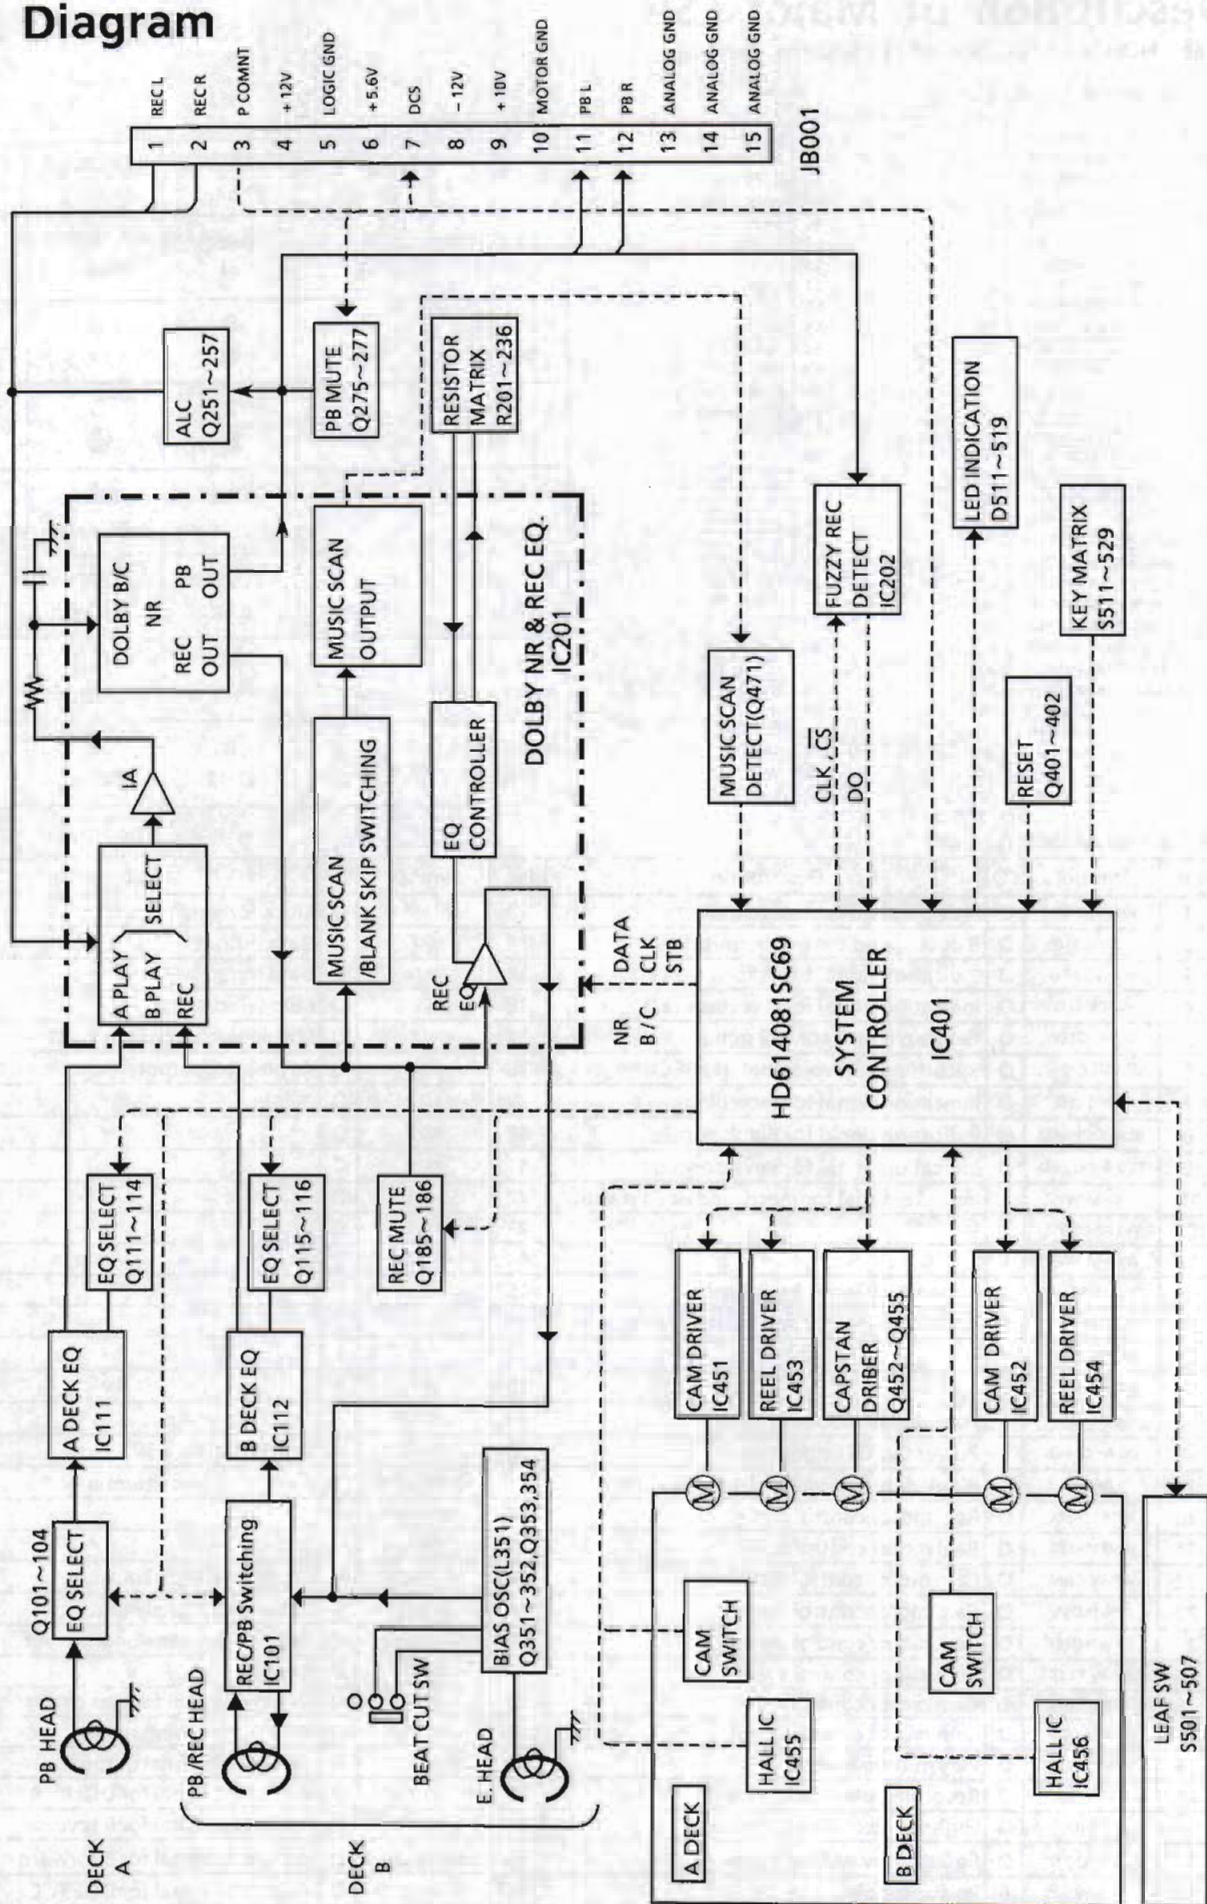 Diagram
REC L
REC R
P COMNT
+12V
LOGIC GND
+5.6V
DCS
-12V
+10V
MOTOR GND
PB L
PB R
ANALOG GND
ANALOG GND
ANALOG GND
1
2
3
4
5
6
7
8
9
10
11
12
13
14
15
JB001
ALC
Q251~257
PB MUTE
Q275~277
RESISTOR
MATRIX
R201~236
DOLBY B/C
NR
REC
OUT
PB
OUT
IA
A PLAY
B PLAY
REC
SELECT
MUSIC SCAN
OUTPUT
MUSIC SCAN
/BLANK SKIP SWITCHING
EQ
CONTROLLER
REC
EQ
DOLBY NR & REC EQ.
IC201
LED INDICATION
D511~519
FUZZY REC
DETECT
IC202
KEY MATRIX
S511~529
MUSIC SCAN
DETECT(Q471)
CLK, CS
DO
RESET
Q401~402
NR DATA
B/C CLK
STB
HD614081SC69
SYSTEM
CONTROLLER
IC401
EQ SELECT
Q111~114
EQ SELECT
Q115~116
REC MUTE
Q185~186
A DECK EQ
IC111
B DECK EQ
IC112
Q101~104
EQ SELECT
REC/PB Switching
IC101
BIAS OSC(L351)
Q351~352,Q353,354
PB HEAD
PB/REC HEAD
BEAT CUT SW
E. HEAD
DECK
A
DECK
B
CAM DRIVER
IC451
REEL DRIVER
IC453
CAPSTAN
DRIBER
Q452~Q455
CAM DRIVER
IC452
REEL DRIVER
IC454
M
M
M
M
M
CAM
SWITCH
HALL IC
IC455
A DECK
CAM
SWITCH
HALL IC
IC456
B DECK
LEAF SW
S501~507